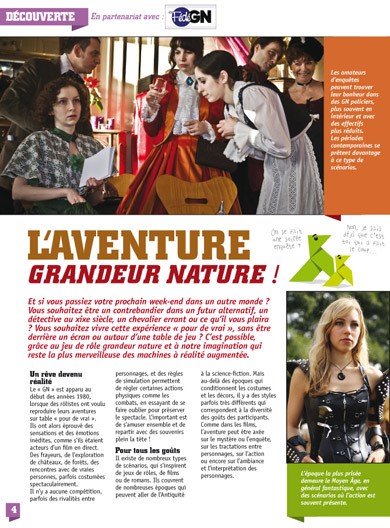 DÉCOUVERTE
En partenariat avec :
FédéGN
Les amateurs
d'enquêtes
peuvent trouver
leur bonheur dans
des GN policiers,
plus souvent en
intérieur et avec
des effectifs
plus réduits.
Les périodes
contemporaines se
prêtent davantage
à ce type de
scénarios.
On se fait
une soirée
enquête ?
Non, je sais
déjà que c'est
toi qui a fait
le coup
L'AVENTURE
GRANDEUR NATURE !
Et si vous passiez votre prochain week-end dans un autre monde ?
Vous souhaitez être un contrebandier dans un futur alternatif, un
détective au xixe siècle, un chevalier errant ou ce qu'il vous plaira
? Vous souhaitez vivre cette expérience « pour de vrai », sans être
derrière un écran ou autour d'une table de jeu ? C'est possible,
grâce au jeu de rôle grandeur nature et à notre imagination qui
reste la plus merveilleuse des machines à réalité augmentée.
Un rêve devenu
réalité
Le « GN » est apparu au
début des années 1980,
lorsque des rôlistes ont voulu
reproduire leurs aventures
sur table « pour de vrai ».
Ils ont alors éprouvé des
sensations et des émotions
inédites, comme s'ils étaient
acteurs d'un film en direct.
Des frayeurs, de l'exploration
de châteaux, de forêts, des
rencontres avec de vraies
personnes, parfois costumées
spectaculairement.
Il n'y a aucune compétition,
parfois des rivalités entre
personnages, et des règles
de simulation permettent
de régler certaines actions
physiques comme les
combats, en essayant de se
faire oublier pour préserver
le spectacle. L'important est
de s'amuser ensemble et de
repartir avec des souvenirs
plein la tête !
Pour tous les goûts
Il existe de nombreux types
de scénarios, qui s'inspirent
de jeux de rôles, de films
ou de romans. Ils couvrent
de nombreuses époques qui
peuvent aller de l'Antiquité
à la science-fiction. Mais
au-delà des époques qui
conditionnent les costumes
et les décors, il y a des styles
parfois très différents qui
correspondent à la diversité
des goûts des participants.
Comme dans les films,
l'aventure peut être axée
sur le mystère ou l'enquête,
sur les tractations entre
personnages, sur l'action
ou encore sur l'ambiance
et l'interprétation des
personnages.
L'époque la plus prisée
demeure le Moyen Âge, en
général fantastique, avec
des scénarios où l'action est
souvent présente.
4